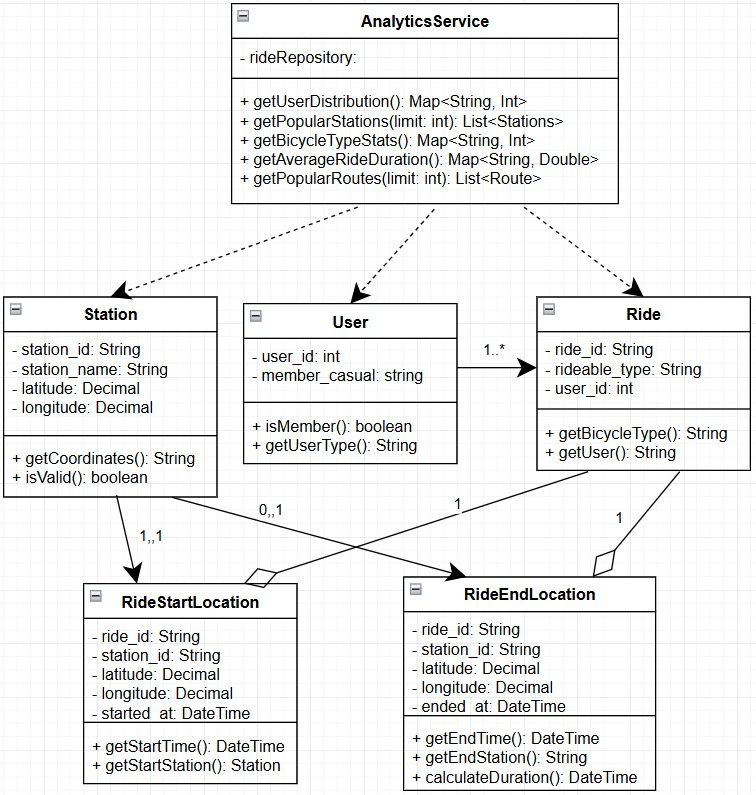 AnalyticsService
- rideRepository:
+ getUserDistribution(): Map<String, Int>
+ getPopularStations(limit: int): List<Stations>
+ getBicycleTypeStats(): Map<String, Int>
+ getAverageRideDuration(): Map<String, Double>
+ getPopularRoutes(limit: int): List<Route>
Station
- station_id: String
- station_name: String
- latitude: Decimal
- longitude: Decimal
+ getCoordinates(): String
+ isValid(): boolean
User
- user_id: int
- member_casual: string
+ isMember(): boolean
+ getUserType(): String
1..*
Ride
- ride_id: String
- rideable_type: String
- user_id: int
+ getBicycleType(): String
+ getUser(): String
1,,1
0,,1
1
1
RideStartLocation
- ride_id: String
- station_id: String
- latitude: Decimal
- longitude: Decimal
- started_at: DateTime
+ getStartTime(): DateTime
+ getStartStation(): Station
RideEndLocation
- ride_id: String
- station_id: String
- latitude: Decimal
- longitude: Decimal
- ended_at: DateTime
+ getEndTime(): DateTime
+ getEndStation(): String
+ calculateDuration(): DateTime